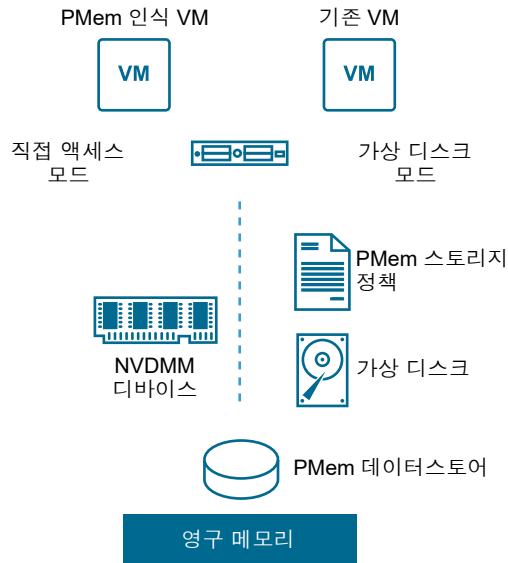 PMem 인식 VM
기존 VM
VM
VM
직접 액세스
모드
가상 디스크
모드
PMem 스토리지
정책
NVDMM
디바이스
가상 디스크
PMem 데이터스토어
영구 메모리